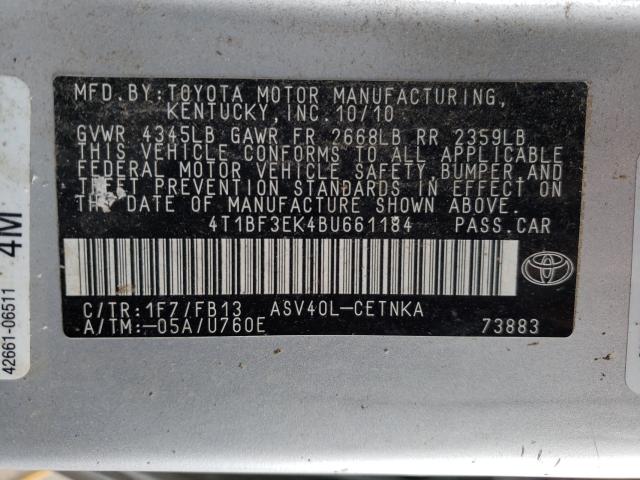 MFD. BY: TOYOTA MOTOR MANUFACTURING,
KENTUCKY, INC. 10/10
GVWR 4345LB GAWR FR 2668LB RR 2359LB
THIS VEHICLE CONFORMS TO ALL APPLICABLE
FEDERAL MOTOR VEHICLE SAFETY, BUMPER, AND
THEFT PREVENTION STANDARDS IN EFFECT ON
THE DATE OF MANUFACTURE SHOWN ABOVE.
4T1BF3EK4BU661184 PASS.CAR
C/TR: 1F7/FB13 ASV40L-CETNKA
A/TM: -05A/U760E 73883
TOYOTA
42661-06511 4M